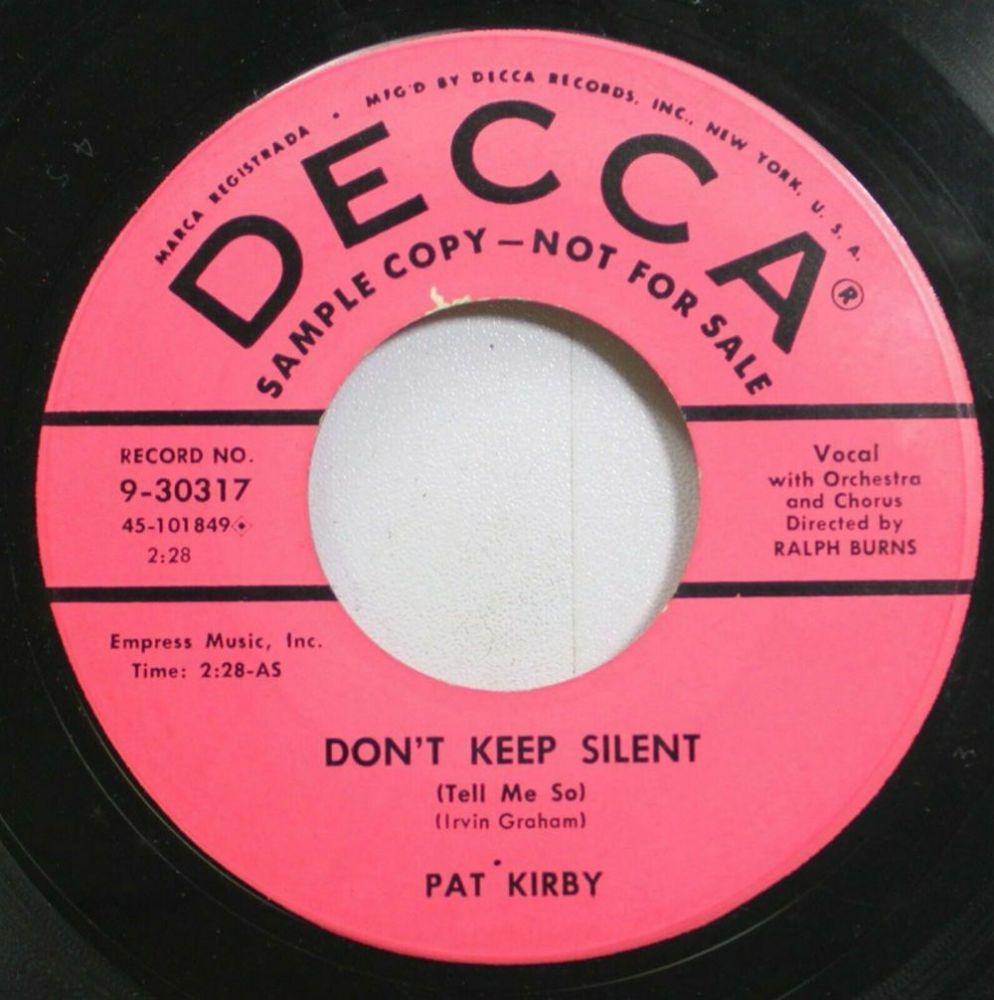 MARCA REGISTRADA • MFG'D BY DECCA RECORDS, INC., NEW YORK, U. S. A.
DECCA®
SAMPLE COPY—NOT FOR SALE
RECORD NO.
9-30317
45-101849
2:28
Vocal
with Orchestra
and Chorus
Directed by
RALPH BURNS
Empress Music, Inc.
Time: 2:28-AS
DON'T KEEP SILENT
(Tell Me So)
(Irvin Graham)
PAT KIRBY